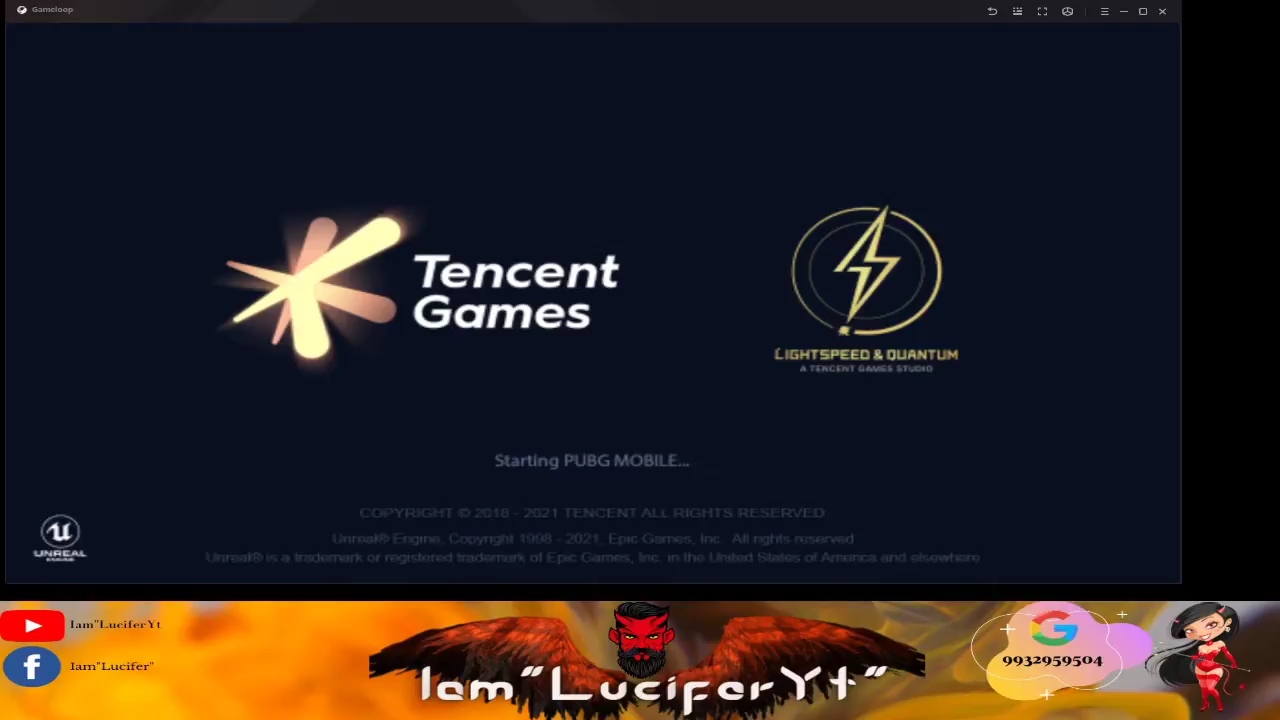 Gameloop
Tencent
Games
LIGHTSPEED & QUANTUM
A TENCENT GAMES STUDIO
Starting PUBG MOBILE...
COPYRIGHT © 2018 - 2021 TENCENT ALL RIGHTS RESERVED
Unreal® Engine, Copyright 1998 - 2021, Epic Games, Inc. All rights reserved
Unreal® is a trademark or registered trademark of Epic Games, Inc. in the United States of America and elsewhere
UNREAL
ENGINE
Iam"LuciferYt
Iam"Lucifer"
Iam"LuciferYt"
9932959504